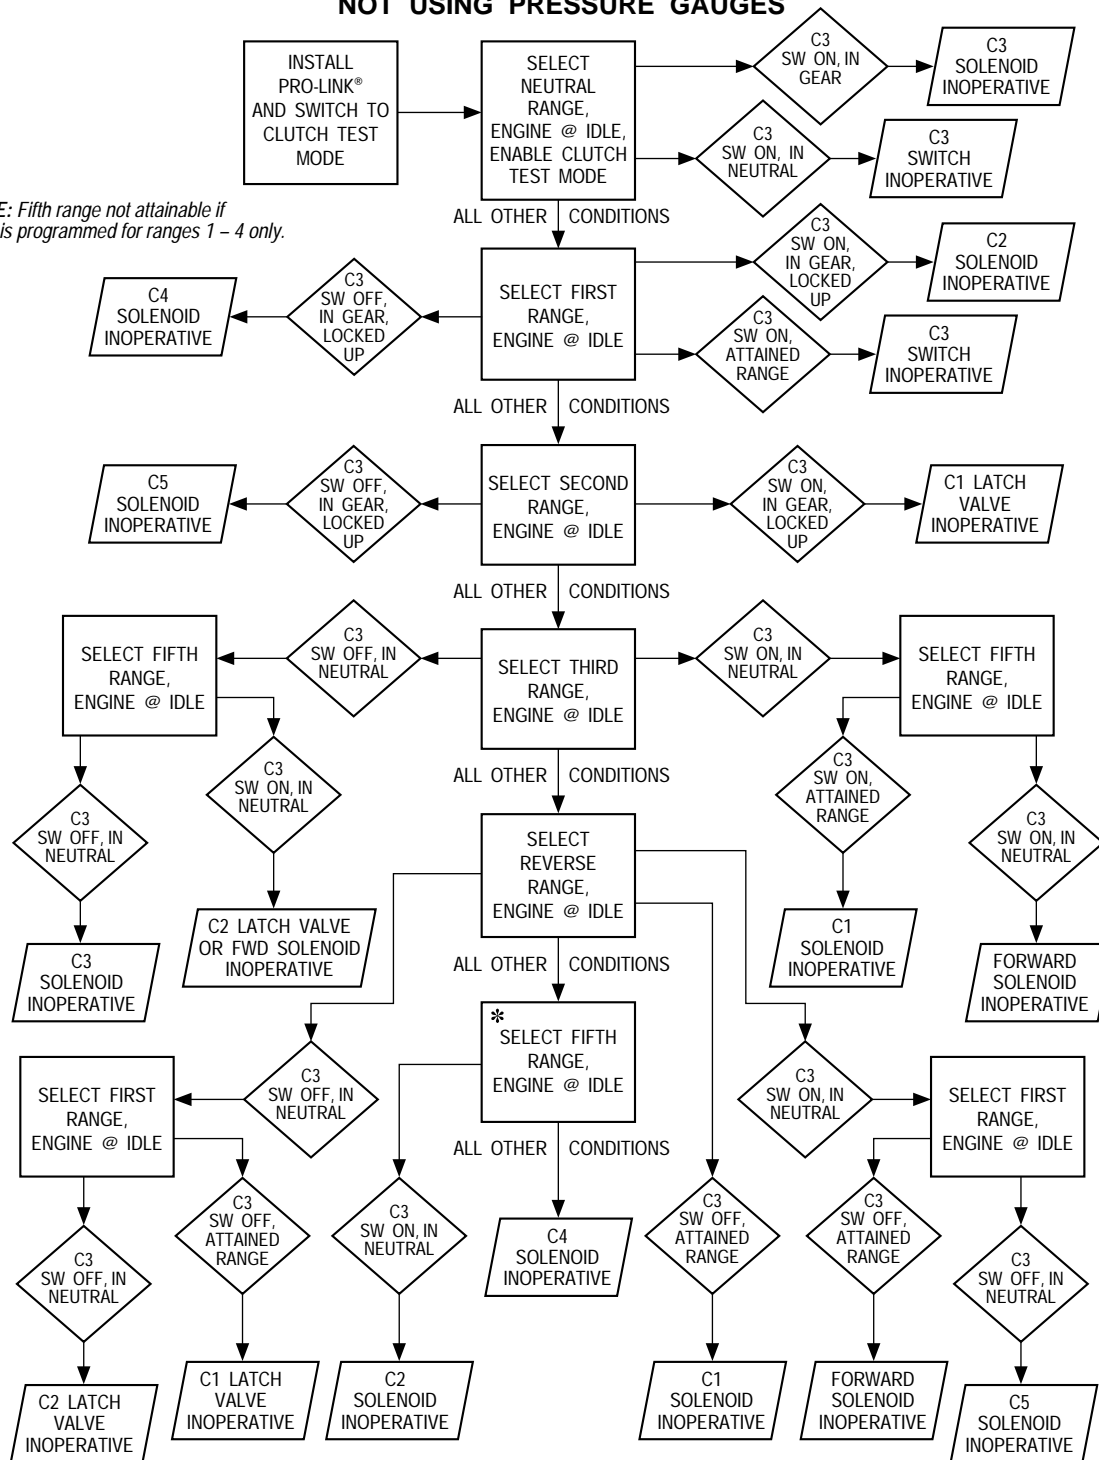 NOT USING PRESSURE GAUGES
INSTALL
PRO-LINK®
AND SWITCH TO
CLUTCH TEST
MODE
SELECT
NEUTRAL
RANGE,
ENGINE @ IDLE,
ENABLE CLUTCH
TEST MODE
C3
SW ON, IN
GEAR
C3
SOLENOID
INOPERATIVE
C3
SW ON, IN
NEUTRAL
C3
SWITCH
INOPERATIVE
E: Fifth range not attainable if
is programmed for ranges 1 – 4 only.
ALL OTHER CONDITIONS
C4
SOLENOID
INOPERATIVE
C3
SW OFF,
IN GEAR,
LOCKED
UP
SELECT FIRST
RANGE,
ENGINE @ IDLE
C3
SW ON,
IN GEAR,
LOCKED
UP
C2
SOLENOID
INOPERATIVE
C3
SW ON,
ATTAINED
RANGE
C3
SWITCH
INOPERATIVE
ALL OTHER CONDITIONS
C5
SOLENOID
INOPERATIVE
C3
SW OFF,
IN GEAR,
LOCKED
UP
SELECT SECOND
RANGE,
ENGINE @ IDLE
C3
SW ON,
IN GEAR,
LOCKED
UP
C1 LATCH
VALVE
INOPERATIVE
ALL OTHER CONDITIONS
SELECT FIFTH
RANGE,
ENGINE @ IDLE
C3
SW OFF, IN
NEUTRAL
SELECT THIRD
RANGE,
ENGINE @ IDLE
C3
SW ON, IN
NEUTRAL
SELECT FIFTH
RANGE,
ENGINE @ IDLE
C3
SW OFF, IN
NEUTRAL
C3
SW ON, IN
NEUTRAL
ALL OTHER CONDITIONS
C3
SW ON,
ATTAINED
RANGE
C3
SW ON, IN
NEUTRAL
SELECT
REVERSE
RANGE,
ENGINE @ IDLE
C3
SOLENOID
INOPERATIVE
C2 LATCH VALVE
OR FWD SOLENOID
INOPERATIVE
C1
SOLENOID
INOPERATIVE
FORWARD
SOLENOID
INOPERATIVE
ALL OTHER CONDITIONS
SELECT FIRST
RANGE,
ENGINE @ IDLE
C3
SW OFF, IN
NEUTRAL
*
SELECT FIFTH
RANGE,
ENGINE @ IDLE
C3
SW ON, IN
NEUTRAL
SELECT FIRST
RANGE,
ENGINE @ IDLE
ALL OTHER CONDITIONS
C3
SW OFF, IN
NEUTRAL
C3
SW OFF,
ATTAINED
RANGE
C3
SW ON, IN
NEUTRAL
C4
SOLENOID
INOPERATIVE
C3
SW OFF,
ATTAINED
RANGE
C3
SW OFF,
ATTAINED
RANGE
C3
SW OFF, IN
NEUTRAL
C2 LATCH
VALVE
INOPERATIVE
C1 LATCH
VALVE
INOPERATIVE
C2
SOLENOID
INOPERATIVE
C1
SOLENOID
INOPERATIVE
FORWARD
SOLENOID
INOPERATIVE
C5
SOLENOID
INOPERATIVE